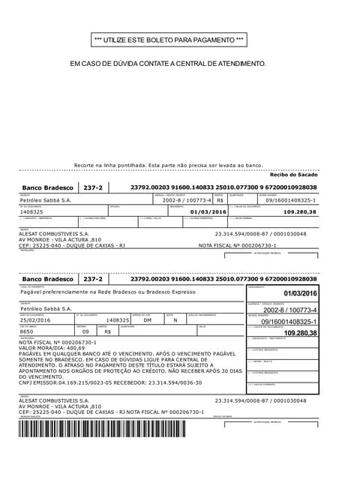 *** UTILIZE ESTE BOLETO PARA PAGAMENTO ***
EM CASO DE DÚVIDA CONTATE A CENTRAL DE ATENDIMENTO.
Recorte na linha pontilhada. Esta parte não precisa ser levada ao banco.
Recibo do Sacado
Banco Bradesco 237-2 23792.00203 91600.140833 25010.077300 9 67200010928038
Petróleo Sabbá S.A. 2002-8 / 100773-4 R$ 09/16001408325-1
1408325 01/03/2016 109.280,38
ALESAT COMBUSTIVEIS S.A. 23.314.594/0008-87 / 0001030048
AV MONROE - VILA ACTURA ,810
CEP: 25225-040 - DUQUE DE CAXIAS - RJ NOTA FISCAL Nº 000206730-1
Banco Bradesco 237-2 23792.00203 91600.140833 25010.077300 9 67200010928038
Pagável preferencialmente na Rede Bradesco ou Bradesco Expresso 01/03/2016
Petróleo Sabbá S.A. 2002-8 / 100773-4
25/02/2016 1408325 DM N 09/16001408325-1
8650 09 R$ 109.280,38
NOTA FISCAL Nº 000206730-1
VALOR MORA/DIA: 400,69
PAGÁVEL EM QUALQUER BANCO ATÉ O VENCIMENTO. APÓS O VENCIMENTO PAGÁVEL
SOMENTE NO BRADESCO. EM CASO DE DÚVIDAS LIGUE PARA CENTRAL DE
ATENDIMENTO. O ATRASO NO PAGAMENTO DESTE TÍTULO ESTARÁ SUJEITO A
APONTAMENTO NOS ORGÃOS DE PROTEÇÃO AO CRÉDITO. NÃO RECEBER APÓS 30 DIAS
DO VENCIMENTO.
CNPJ EMISSOR:04.169.215/0023-05 RECEBEDOR: 23.314.594/0036-30
ALESAT COMBUSTIVEIS S.A. 23.314.594/0008-87 / 0001030048
AV MONROE - VILA ACTURA ,810
CEP: 25225-040 - DUQUE DE CAXIAS - RJ NOTA FISCAL Nº 000206730-1